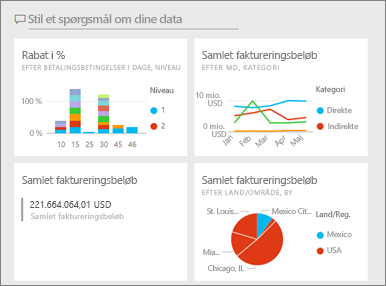 Stil et spørgsmål om dine data
Rabat i %
EFTER BETALINGSBETINGELSER I DAGE, NIVEAU
Niveau
100 %
0 %
1
2
10 15 25 30 45 46
Samlet faktureringsbeløb
EFTER MD, KATEGORI
10 mio.
USD
0 mio.
USD
Jan Feb Mar Apr Maj
Kategori
Direkte
Indirekte
Samlet faktureringsbeløb
221.664.064,01 USD
Samlet faktureringsbeløb
Samlet faktureringsbeløb
EFTER LAND/OMRÅDE, BY
St. Louis... Mexico Cit...
Mia...
Chicago, IL
Land/Reg.
Mexico
USA